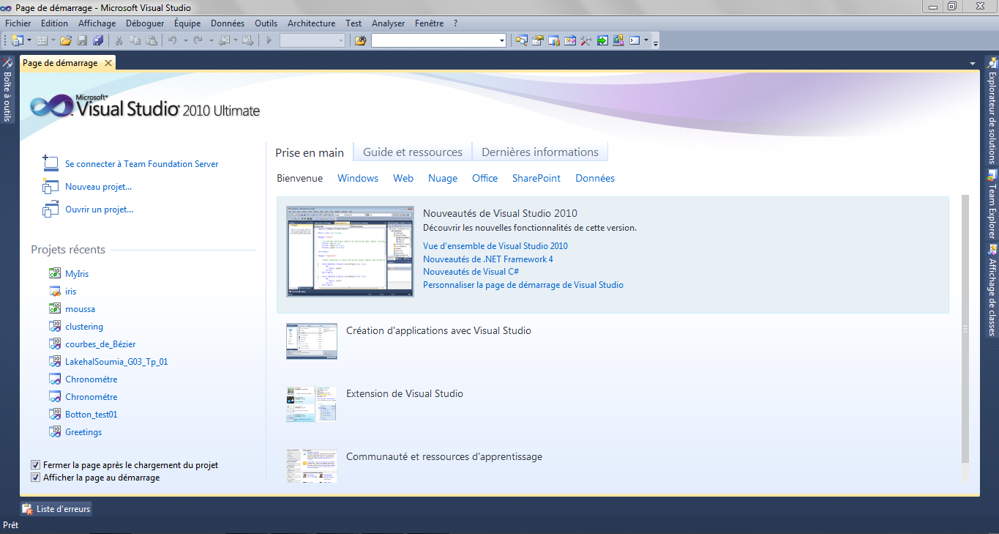 Page de démarrage - Microsoft Visual Studio
Fichier Edition Affichage Déboguer Équipe Données Outils Architecture Test Analyser Fenêtre ?
Boîte à outils
Page de démarrage
Microsoft®
Visual Studio® 2010 Ultimate
Se connecter à Team Foundation Server
Nouveau projet...
Ouvrir un projet...
Projets récents
MyIris
iris
moussa
clustering
courbes_de_Bézier
LakehalSoumia_G03_Tp_01
Chronométre
Chronométre
Botton_test01
Greetings
Fermer la page après le chargement du projet
Afficher la page au démarrage
Prise en main Guide et ressources Dernières informations
Bienvenue Windows Web Nuage Office SharePoint Données
Nouveautés de Visual Studio 2010
Découvrir les nouvelles fonctionnalités de cette version.
Vue d'ensemble de Visual Studio 2010
Nouveautés de .NET Framework 4
Nouveautés de Visual C#
Personnaliser la page de démarrage de Visual Studio
Création d'applications avec Visual Studio
Extension de Visual Studio
Communauté et ressources d'apprentissage
Explorateur de solutions
Team Explorer
Affichage de classes
Liste d'erreurs
Prêt